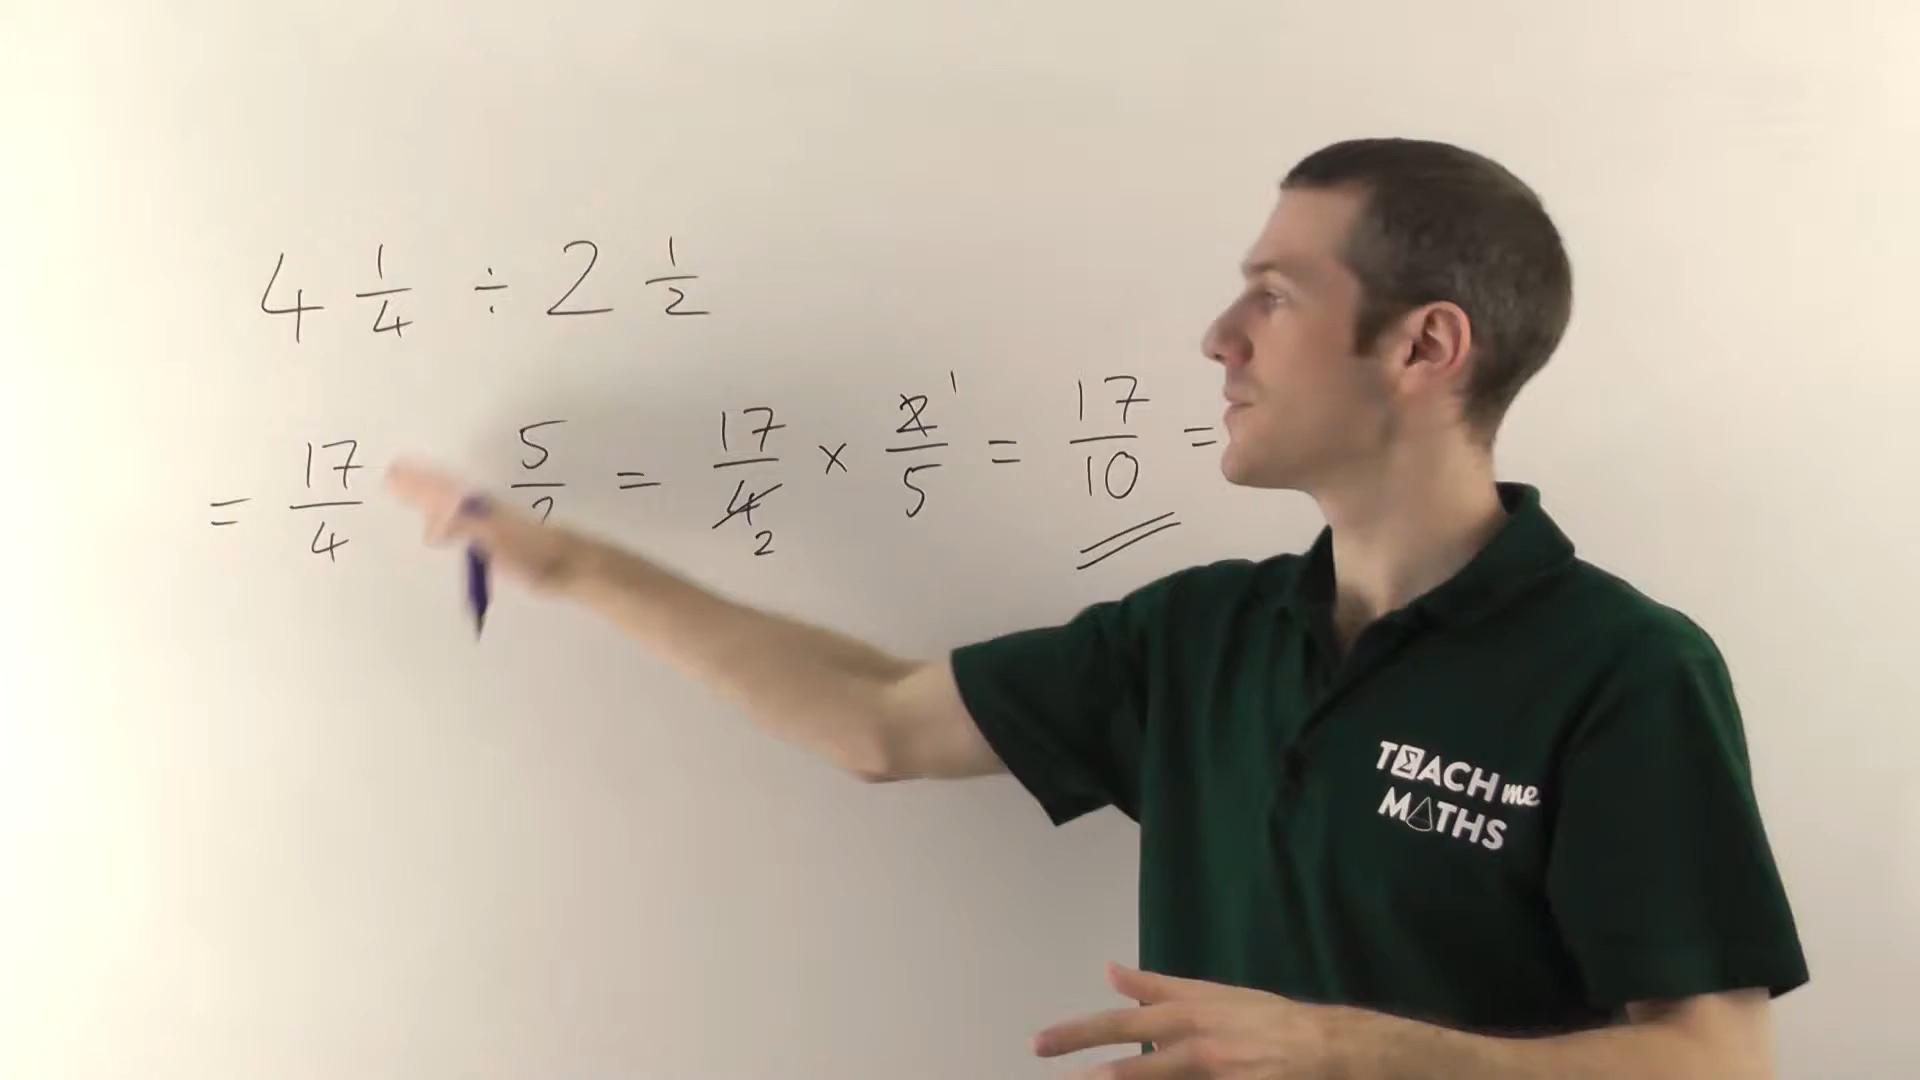 4 1/4 ÷ 2 1/2
= 17/4 5/2 = 17/4 2 × 2/5 1 = 17/10 =
TEACH me
MATHS